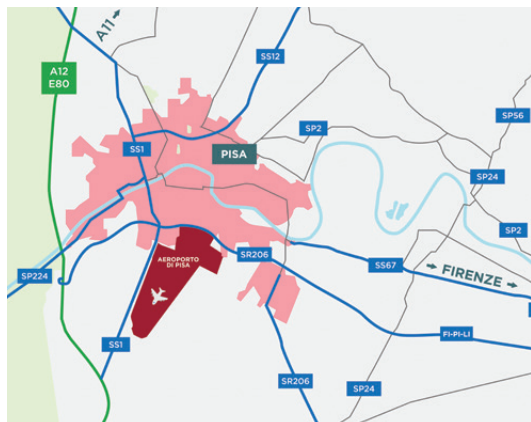 A11
A12
E80
SS12
SP56
SP2
SS1
PISA
SP24
SP2
AEROPORTO
DI PISA
SR206
SS67
FIRENZE
SP224
FI-PI-LI
SS1
SR206
SP24